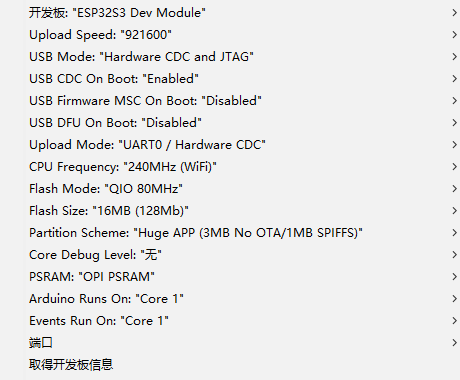 开发板: "ESP32S3 Dev Module"
Upload Speed: "921600"
USB Mode: "Hardware CDC and JTAG"
USB CDC On Boot: "Enabled"
USB Firmware MSC On Boot: "Disabled"
USB DFU On Boot: "Disabled"
Upload Mode: "UART0 / Hardware CDC"
CPU Frequency: "240MHz (WiFi)"
Flash Mode: "QIO 80MHz"
Flash Size: "16MB (128Mb)"
Partition Scheme: "Huge APP (3MB No OTA/1MB SPIFFS)"
Core Debug Level: "无"
PSRAM: "OPI PSRAM"
Arduino Runs On: "Core 1"
Events Run On: "Core 1"
端口
取得开发板信息